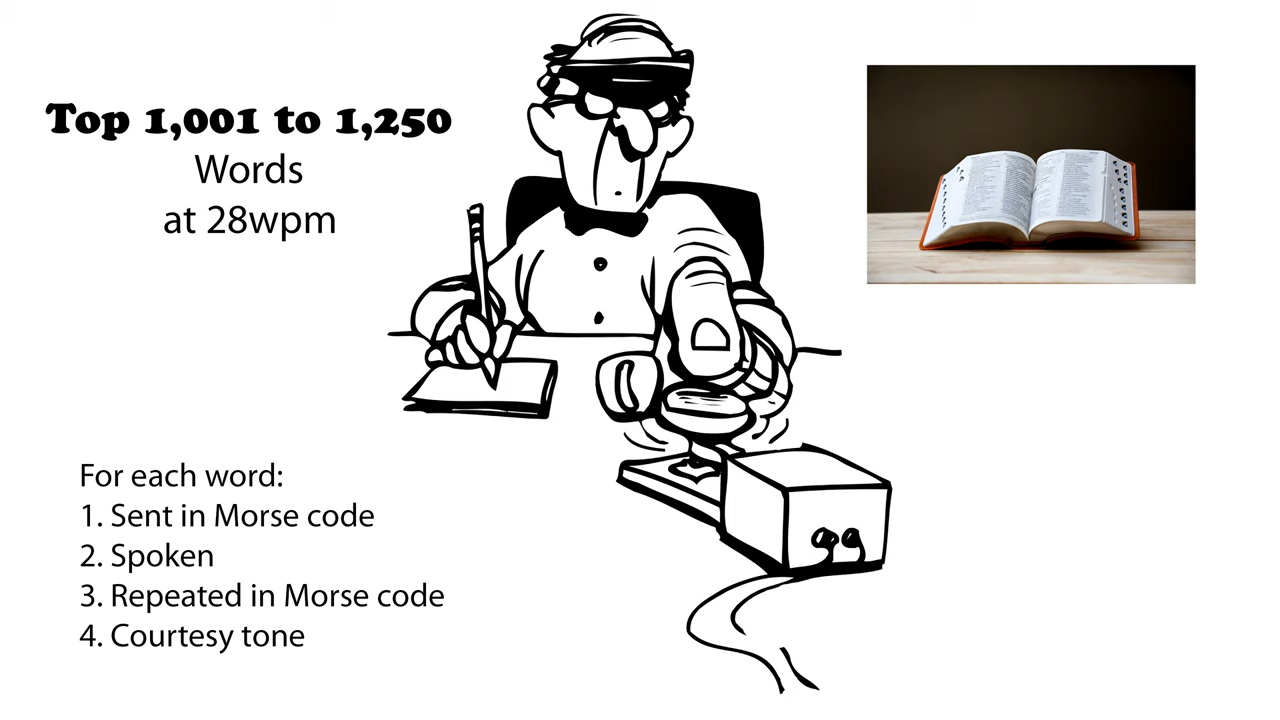 Top 1,001 to 1,250
Words
at 28wpm
For each word:
1. Sent in Morse code
2. Spoken
3. Repeated in Morse code
4. Courtesy tone